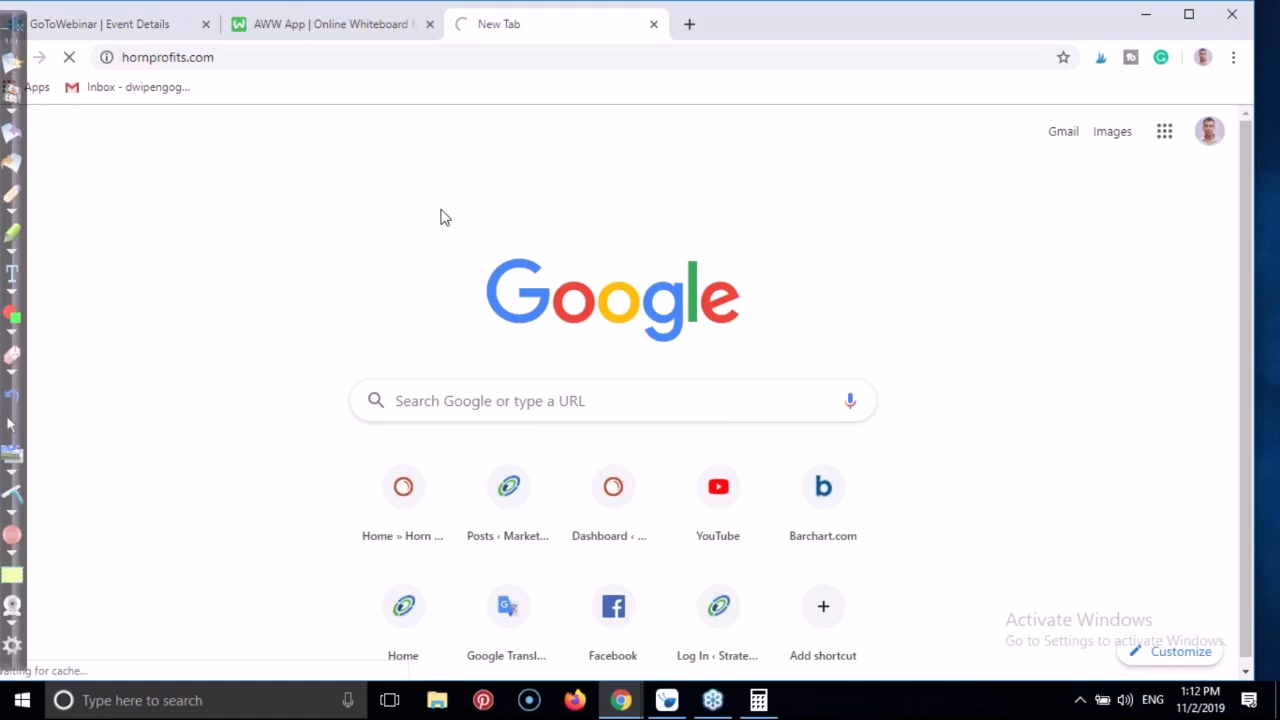 GoToWebinar | Event Details
AWW App | Online Whiteboard
New Tab
hornprofits.com
Apps
Inbox - dwipengog...
Gmail
Images
Google
Search Google or type a URL
Home » Horn ...
Posts ‹ Market...
Dashboard ‹ ...
YouTube
Barchart.com
Home
Google Transl...
Facebook
Log In ‹ Strate...
Add shortcut
Activate Windows
Go to Settings to activate Windows.
Customize
for cache...
Type here to search
ENG
1:12 PM
11/2/2019